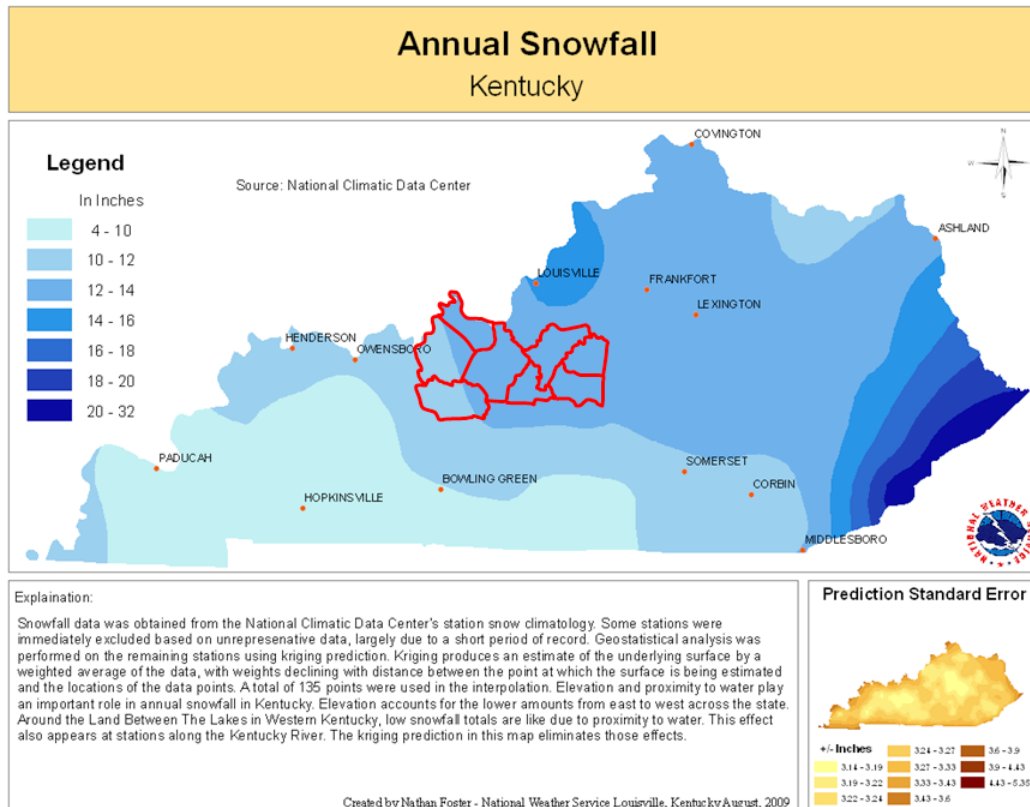 Annual Snowfall
Kentucky
Legend
In Inches
4 - 10
10 - 12
12 - 14
14 - 16
16 - 18
18 - 20
20 - 32
Source: National Climatic Data Center
COVINGTON
N
W
E
S
ASHLAND
LOUISVILLE
FRANKFORT
LEXINGTON
HENDERSON
OWENSBORO
PADUCAH
SOMERSET
BOWLING GREEN
CORBIN
HOPKINSVILLE
MIDDLESBORO
NATIONAL WEATHER SERVICE
Explaination:
Snowfall data was obtained from the National Climatic Data Center's station snow climatology. Some stations were
immediately excluded based on unrepresenative data, largely due to a short period of record. Geostatistical analysis was
performed on the remaining stations using kriging prediction. Kriging produces an estimate of the underlying surface by a
weighted average of the data, with weights declining with distance between the point at which the surface is being estimated
and the locations of the data points. A total of 135 points were used in the interpolation. Elevation and proximity to water play
an important role in annual snowfall in Kentucky. Elevation accounts for the lower amounts from east to west across the state.
Around the Land Between The Lakes in Western Kentucky, low snowfall totals are like due to proximity to water. This effect
also appears at stations along the Kentucky River. The kriging prediction in this map eliminates those effects.
Created by Nathan Foster - National Weather Service Louisville, Kentucky August, 2009
Prediction Standard Error
+/- Inches
3.14 - 3.19
3.19 - 3.22
3.22 - 3.24
3.24 - 3.27
3.27 - 3.33
3.33 - 3.43
3.43 - 3.6
3.6 - 3.9
3.9 - 4.43
4.43 - 5.35